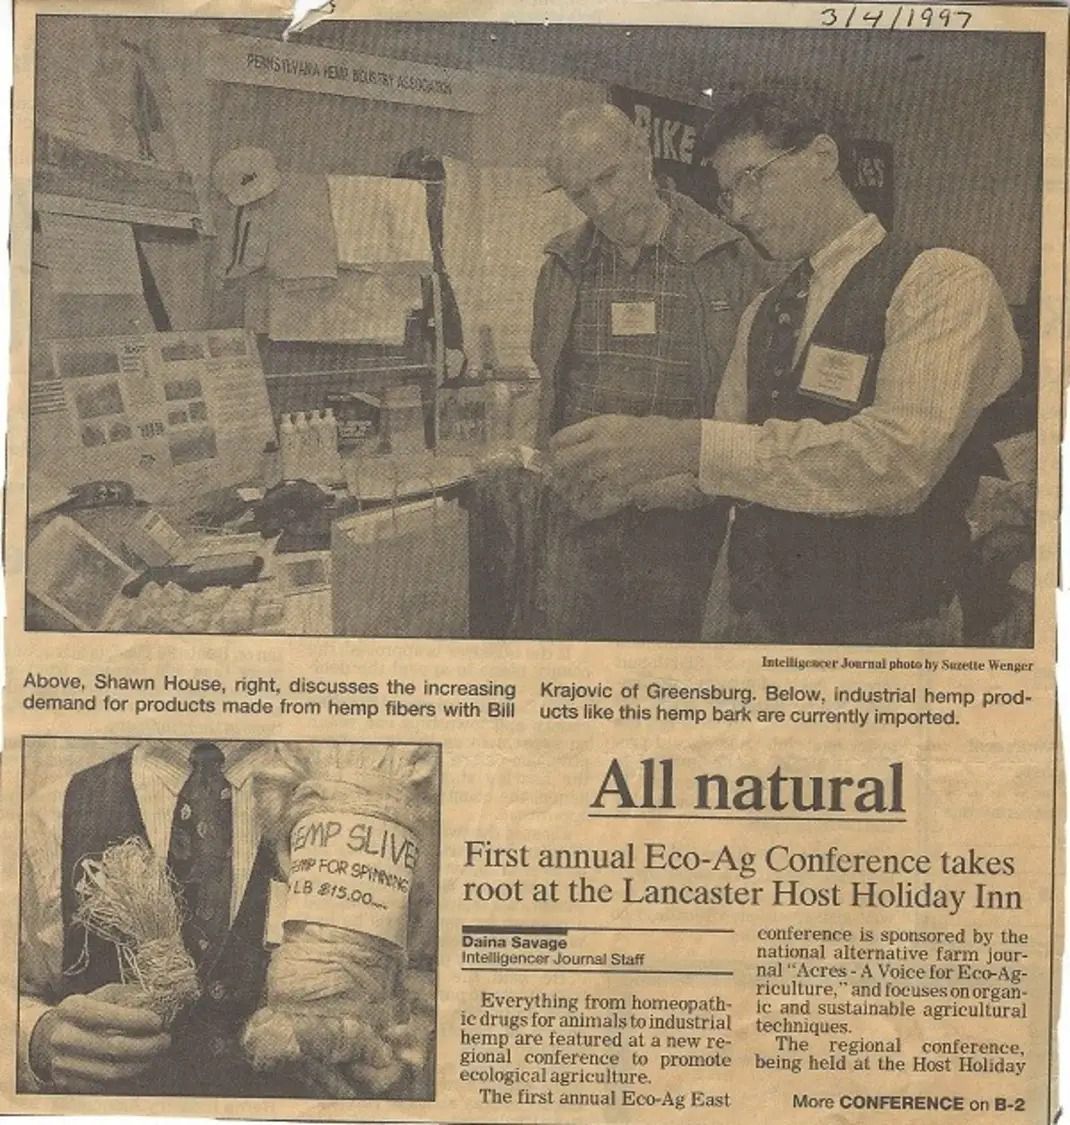 3/4/1997
PENNSYLVANIA HEMP INDUSTRY ASSOCIATION
BIKE
Intelligencer Journal photo by Suzette Wenger
Above, Shawn House, right, discusses the increasing
demand for products made from hemp fibers with Bill
Krajovic of Greensburg. Below, industrial hemp prod-
ucts like this hemp bark are currently imported.
EMP SLIVE
EMP FOR SPINNING
LB $15.00
All natural
First annual Eco-Ag Conference takes
root at the Lancaster Host Holiday Inn
Daina Savage
Intelligencer Journal Staff
Everything from homeopath-
ic drugs for animals to industrial
hemp are featured at a new re-
gional conference to promote
ecological agriculture.
The first annual Eco-Ag East
conference is sponsored by the
national alternative farm jour-
nal "Acres - A Voice for Eco-Ag-
riculture," and focuses on organ-
ic and sustainable agricultural
techniques.
The regional conference,
being held at the Host Holiday
More CONFERENCE on B-2